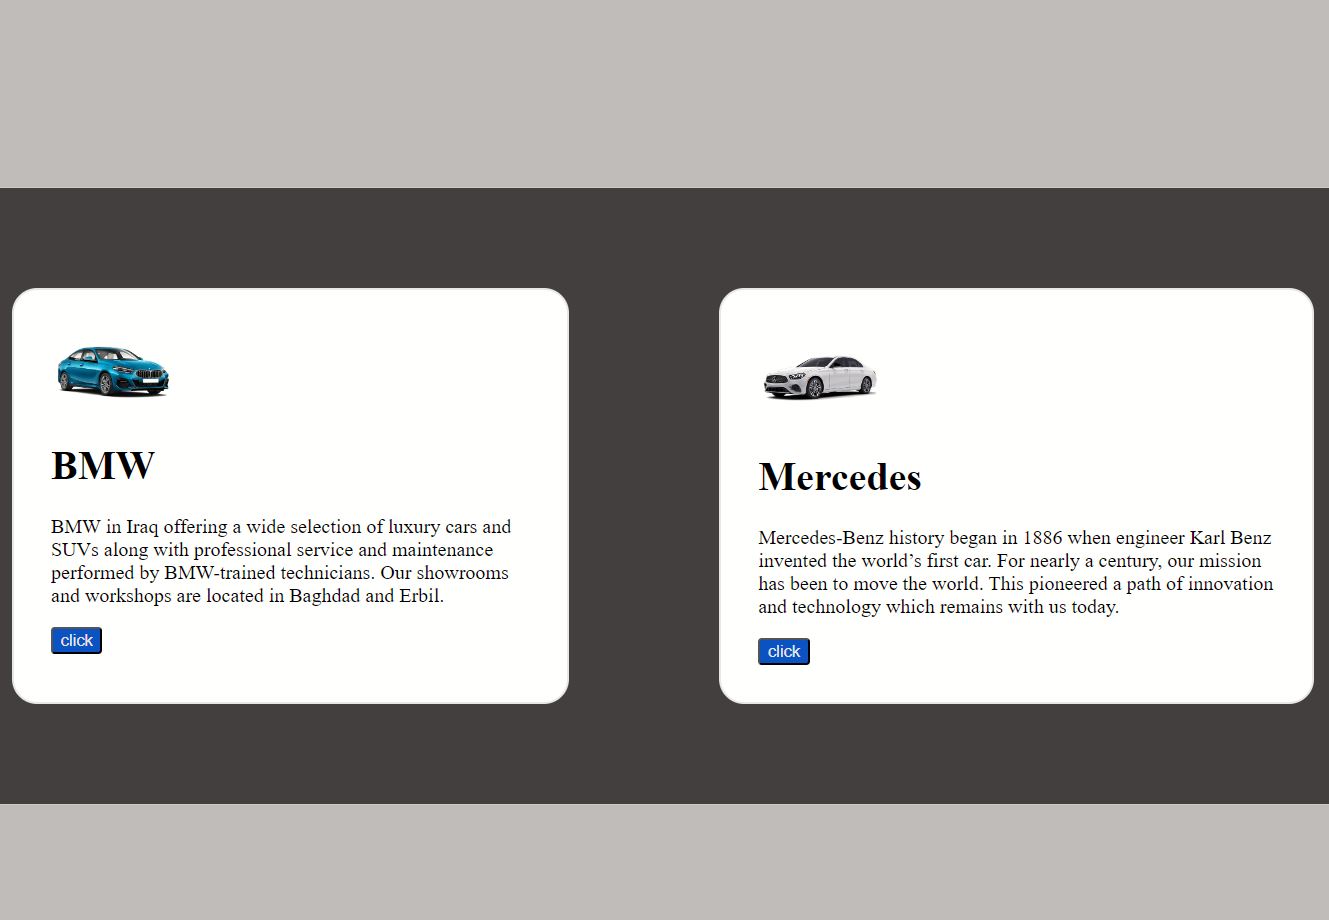 BMW
BMW in Iraq offering a wide selection of luxury cars and
SUVs along with professional service and maintenance
performed by BMW-trained technicians. Our showrooms
and workshops are located in Baghdad and Erbil.
click
Mercedes
Mercedes-Benz history began in 1886 when engineer Karl Benz
invented the world’s first car. For nearly a century, our mission
has been to move the world. This pioneered a path of innovation
and technology which remains with us today.
click